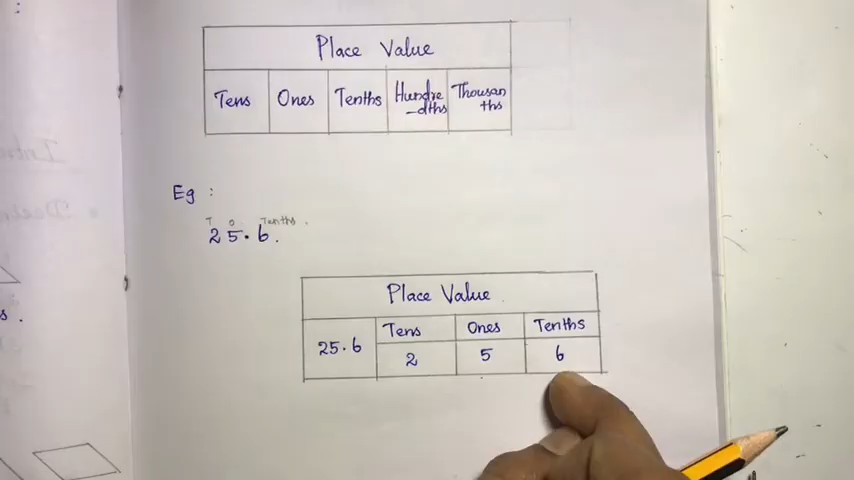 Place Value
Tens Ones Tenths Hundre Thousan
-dths ths
Eg :
T O Tenths .
25.6.
Place Value
25.6 Tens Ones Tenths
2 5 6
s.